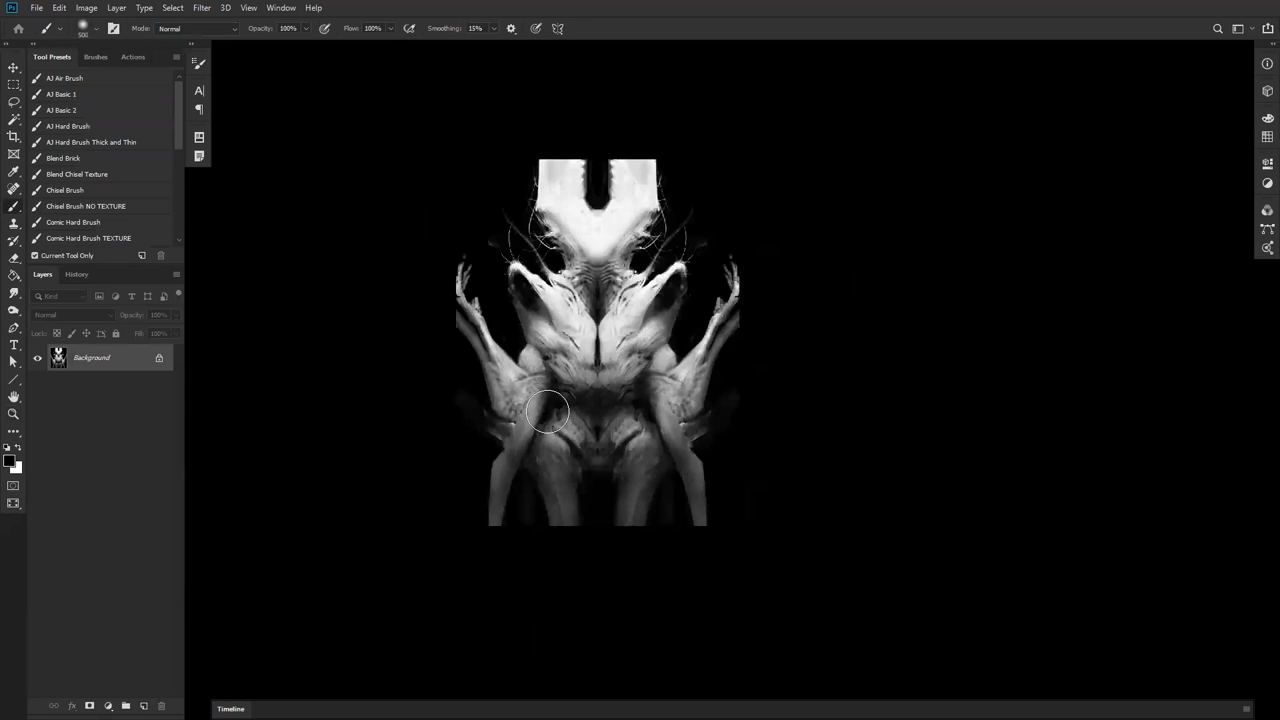 Ps File Edit Image Layer Type Select Filter 3D View Window Help
500 Mode: Normal Opacity: 100% Flow: 100% Smoothing: 15%
Tool Presets Brushes Actions
AJ Air Brush
AJ Basic 1
AJ Basic 2
AJ Hard Brush
AJ Hard Brush Thick and Thin
Blend Brick
Blend Chisel Texture
Chisel Brush
Chisel Brush NO TEXTURE
Comic Hard Brush
Comic Hard Brush TEXTURE
Current Tool Only
Layers History
Kind
Normal Opacity: 100%
Lock: Fill: 100%
Background
Timeline